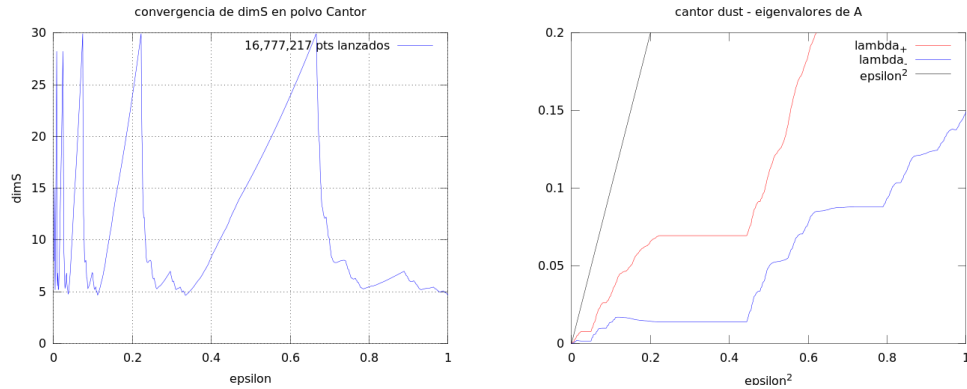 convergencia de dimS en polvo Cantor
16,777,217 pts lanzados
30
25
20
15
10
5
0
dimS
0
0.2
0.4
0.6
0.8
1
epsilon
cantor dust - eigenvalores de A
lambda+
lambda-
epsilon²
0.2
0.15
0.1
0.05
0
0
0.2
0.4
0.6
0.8
1
epsilon²